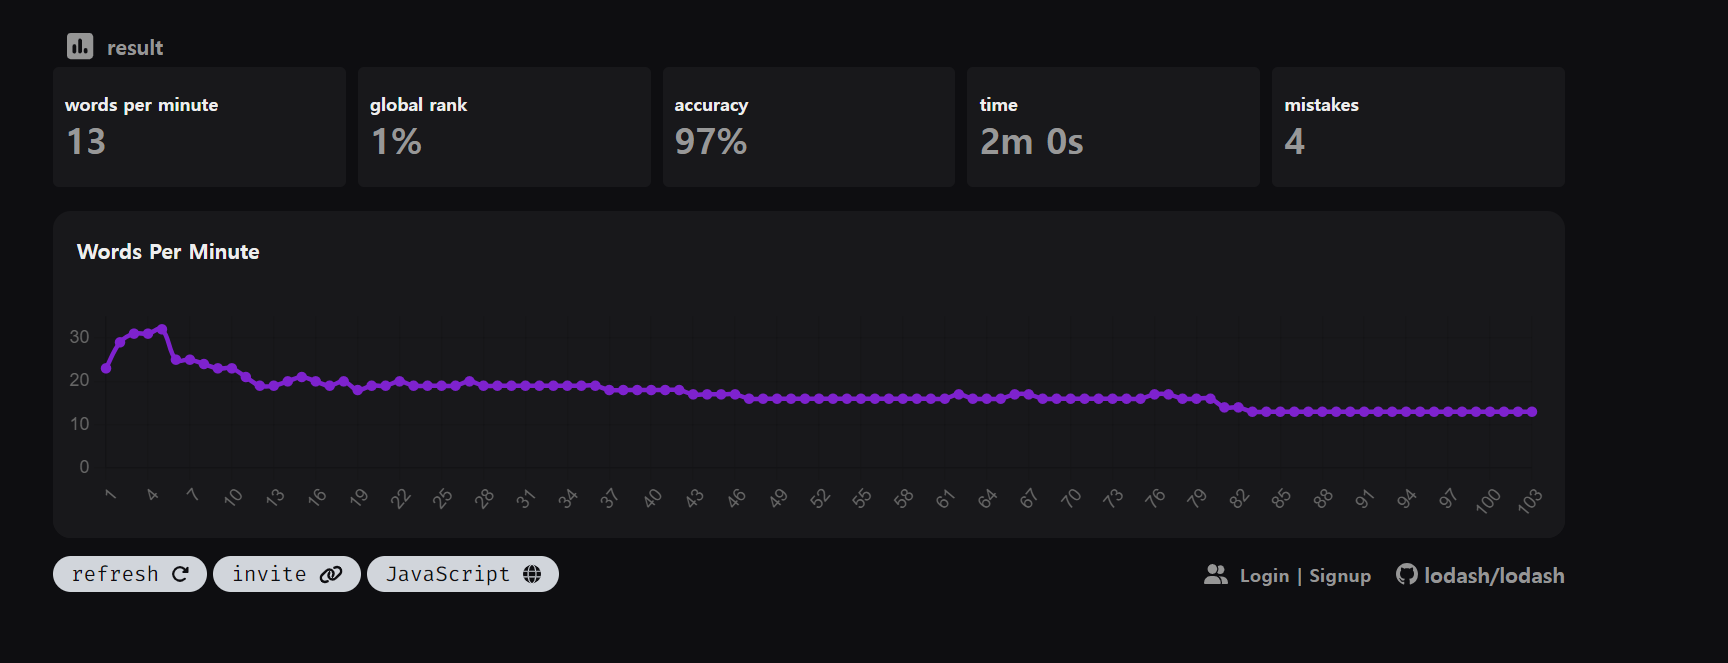 result
words per minute
13
global rank
1%
accuracy
97%
time
2m 0s
mistakes
4
Words Per Minute
30
20
10
0
1 4 7 10 13 16 19 22 25 28 31 34 37 40 43 46 49 52 55 58 61 64 67 70 73 76 79 82 85 88 91 94 97 100 103
refresh
invite
JavaScript
Login | Signup
lodash/lodash